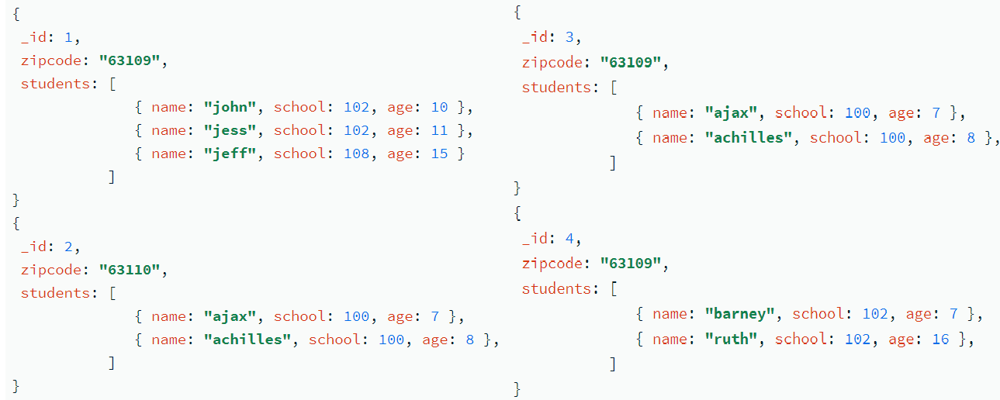 {
 _id: 1,
 zipcode: "63109",
 students: [
              { name: "john", school: 102, age: 10 },
              { name: "jess", school: 102, age: 11 },
              { name: "jeff", school: 108, age: 15 }
           ]
}
{
 _id: 2,
 zipcode: "63110",
 students: [
              { name: "ajax", school: 100, age: 7 },
              { name: "achilles", school: 100, age: 8 },
           ]
}
{
 _id: 3,
 zipcode: "63109",
 students: [
              { name: "ajax", school: 100, age: 7 },
              { name: "achilles", school: 100, age: 8 },
           ]
}
{
 _id: 4,
 zipcode: "63109",
 students: [
              { name: "barney", school: 102, age: 7 },
              { name: "ruth", school: 102, age: 16 },
           ]
}